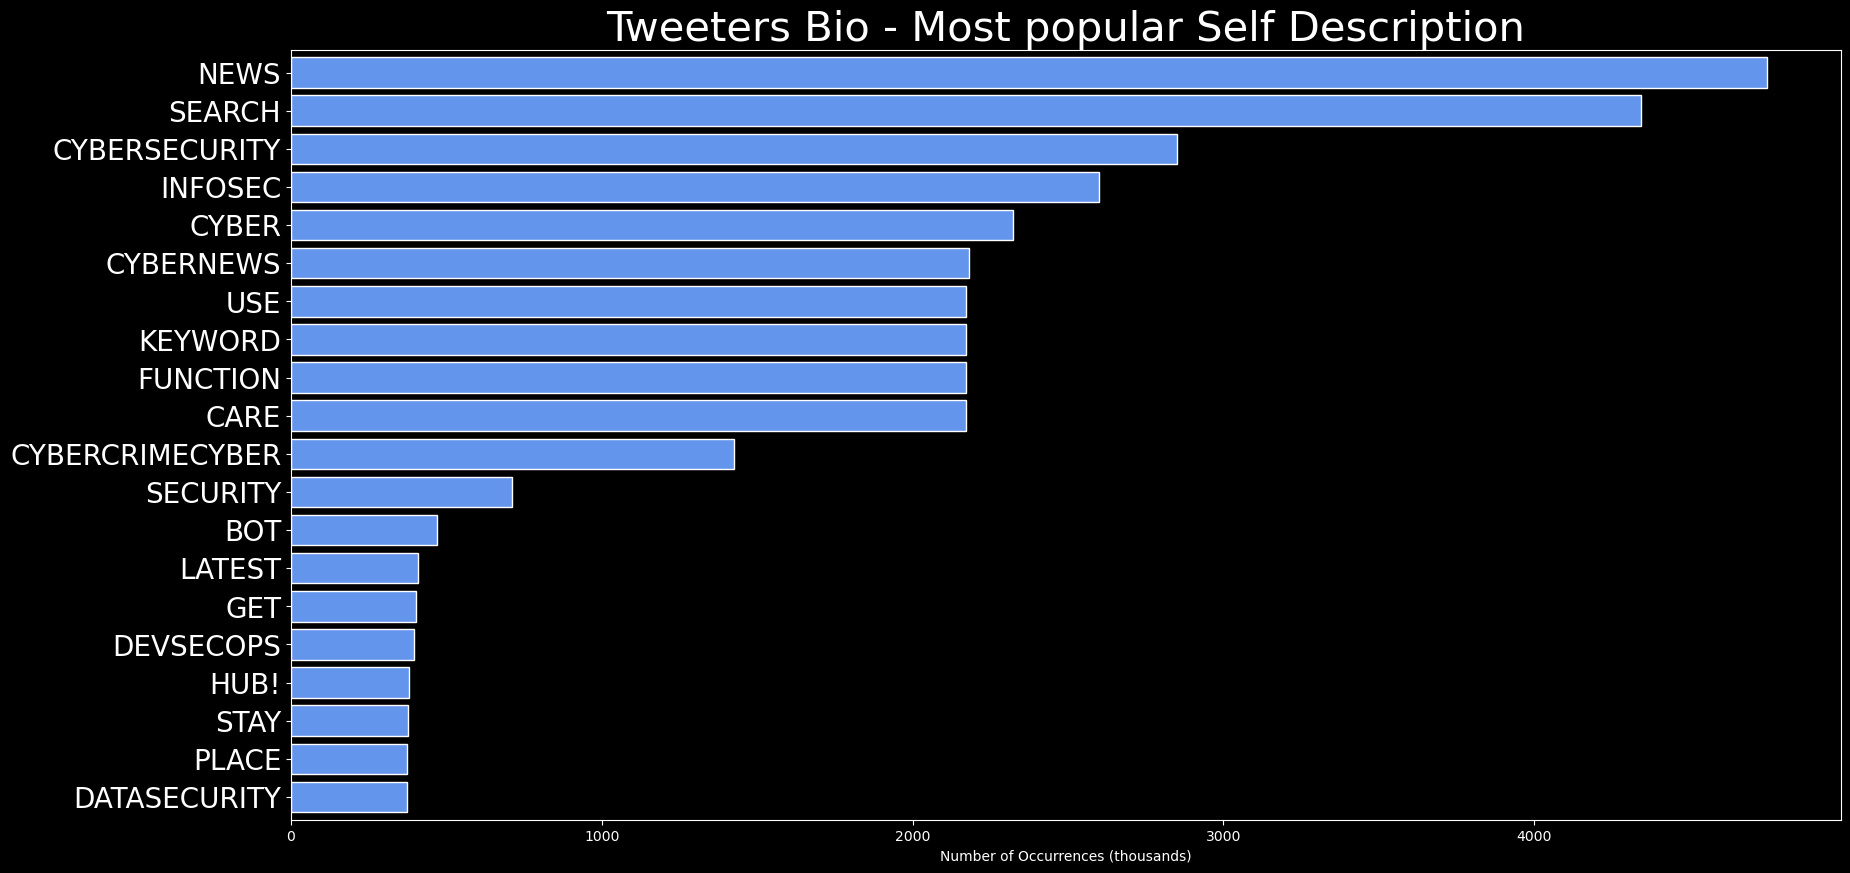 Tweeters Bio - Most popular Self Description
NEWS
SEARCH
CYBERSECURITY
INFOSEC
CYBER
CYBERNEWS
USE
KEYWORD
FUNCTION
CARE
CYBERCRIMECYBER
SECURITY
BOT
LATEST
GET
DEVSECOPS
HUB!
STAY
PLACE
DATASECURITY
0 1000 2000 3000 4000
Number of Occurrences (thousands)